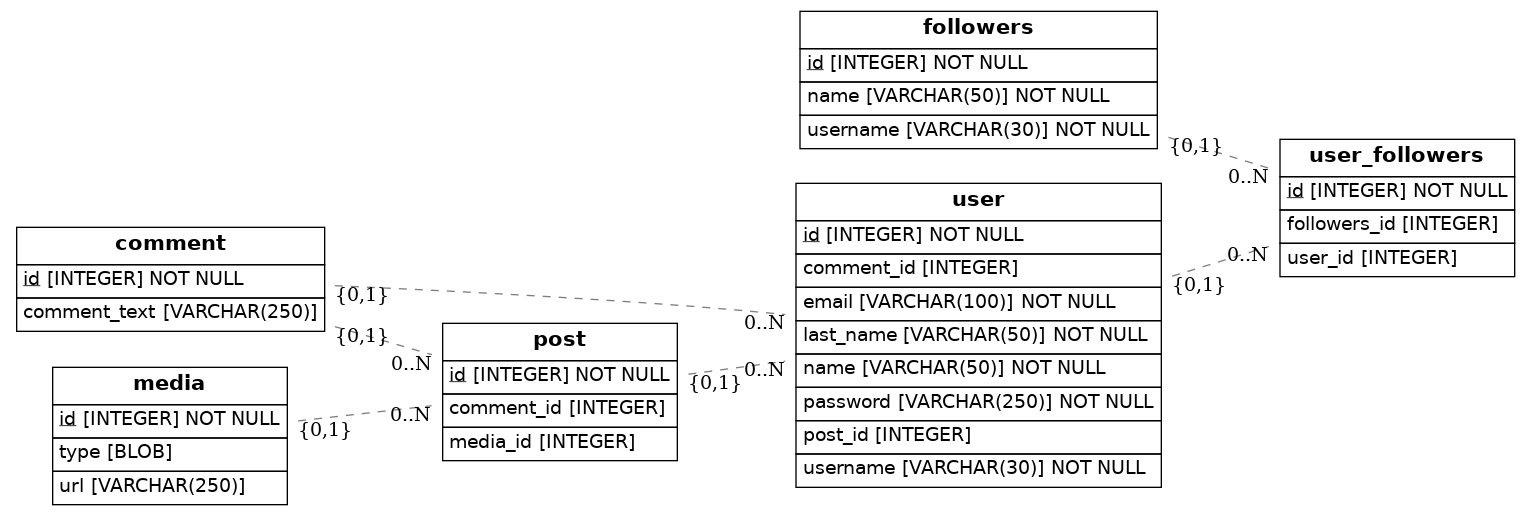 followers
id [INTEGER] NOT NULL
name [VARCHAR(50)] NOT NULL
username [VARCHAR(30)] NOT NULL
{0,1}
0..N
user_followers
id [INTEGER] NOT NULL
followers_id [INTEGER]
user_id [INTEGER]
0..N
{0,1}
user
id [INTEGER] NOT NULL
comment_id [INTEGER]
email [VARCHAR(100)] NOT NULL
last_name [VARCHAR(50)] NOT NULL
name [VARCHAR(50)] NOT NULL
password [VARCHAR(250)] NOT NULL
post_id [INTEGER]
username [VARCHAR(30)] NOT NULL
comment
id [INTEGER] NOT NULL
comment_text [VARCHAR(250)]
{0,1}
0..N
{0,1}
0..N
post
id [INTEGER] NOT NULL
comment_id [INTEGER]
media_id [INTEGER]
{0,1}
0..N
media
id [INTEGER] NOT NULL
type [BLOB]
url [VARCHAR(250)]
{0,1}
0..N